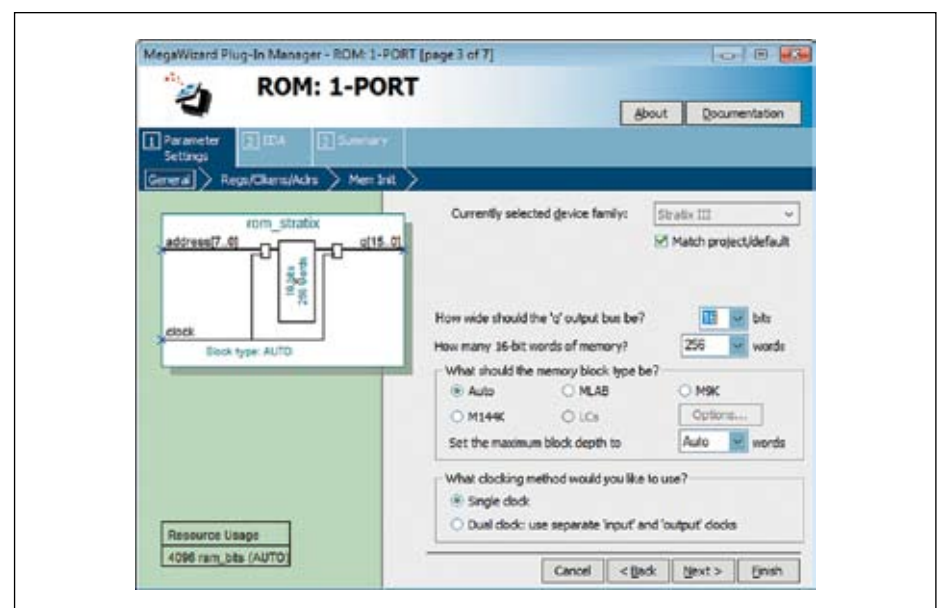 MegaWizard Plug-In Manager - ROM: 1-PORT [page 3 of 7]
ROM: 1-PORT
About
Documentation
1 Parameter Settings
2 EDA
3 Summary
General
Regs/Clkens/Aclrs
Mem Init
rom_stratix
address[7..0]
q[15..0]
16 bits
256 Words
clock
Block type: AUTO
Resource Usage
4096 ram_bits (AUTO)
Currently selected device family:
Stratix III
Match project/default
How wide should the 'q' output bus be?
16
bits
How many 16-bit words of memory?
256
words
What should the memory block type be?
Auto
MLAB
M9K
M144K
LCs
Options...
Set the maximum block depth to
Auto
words
What clocking method would you like to use?
Single clock
Dual clock: use separate 'input' and 'output' clocks
Cancel
< Back
Next >
Finish